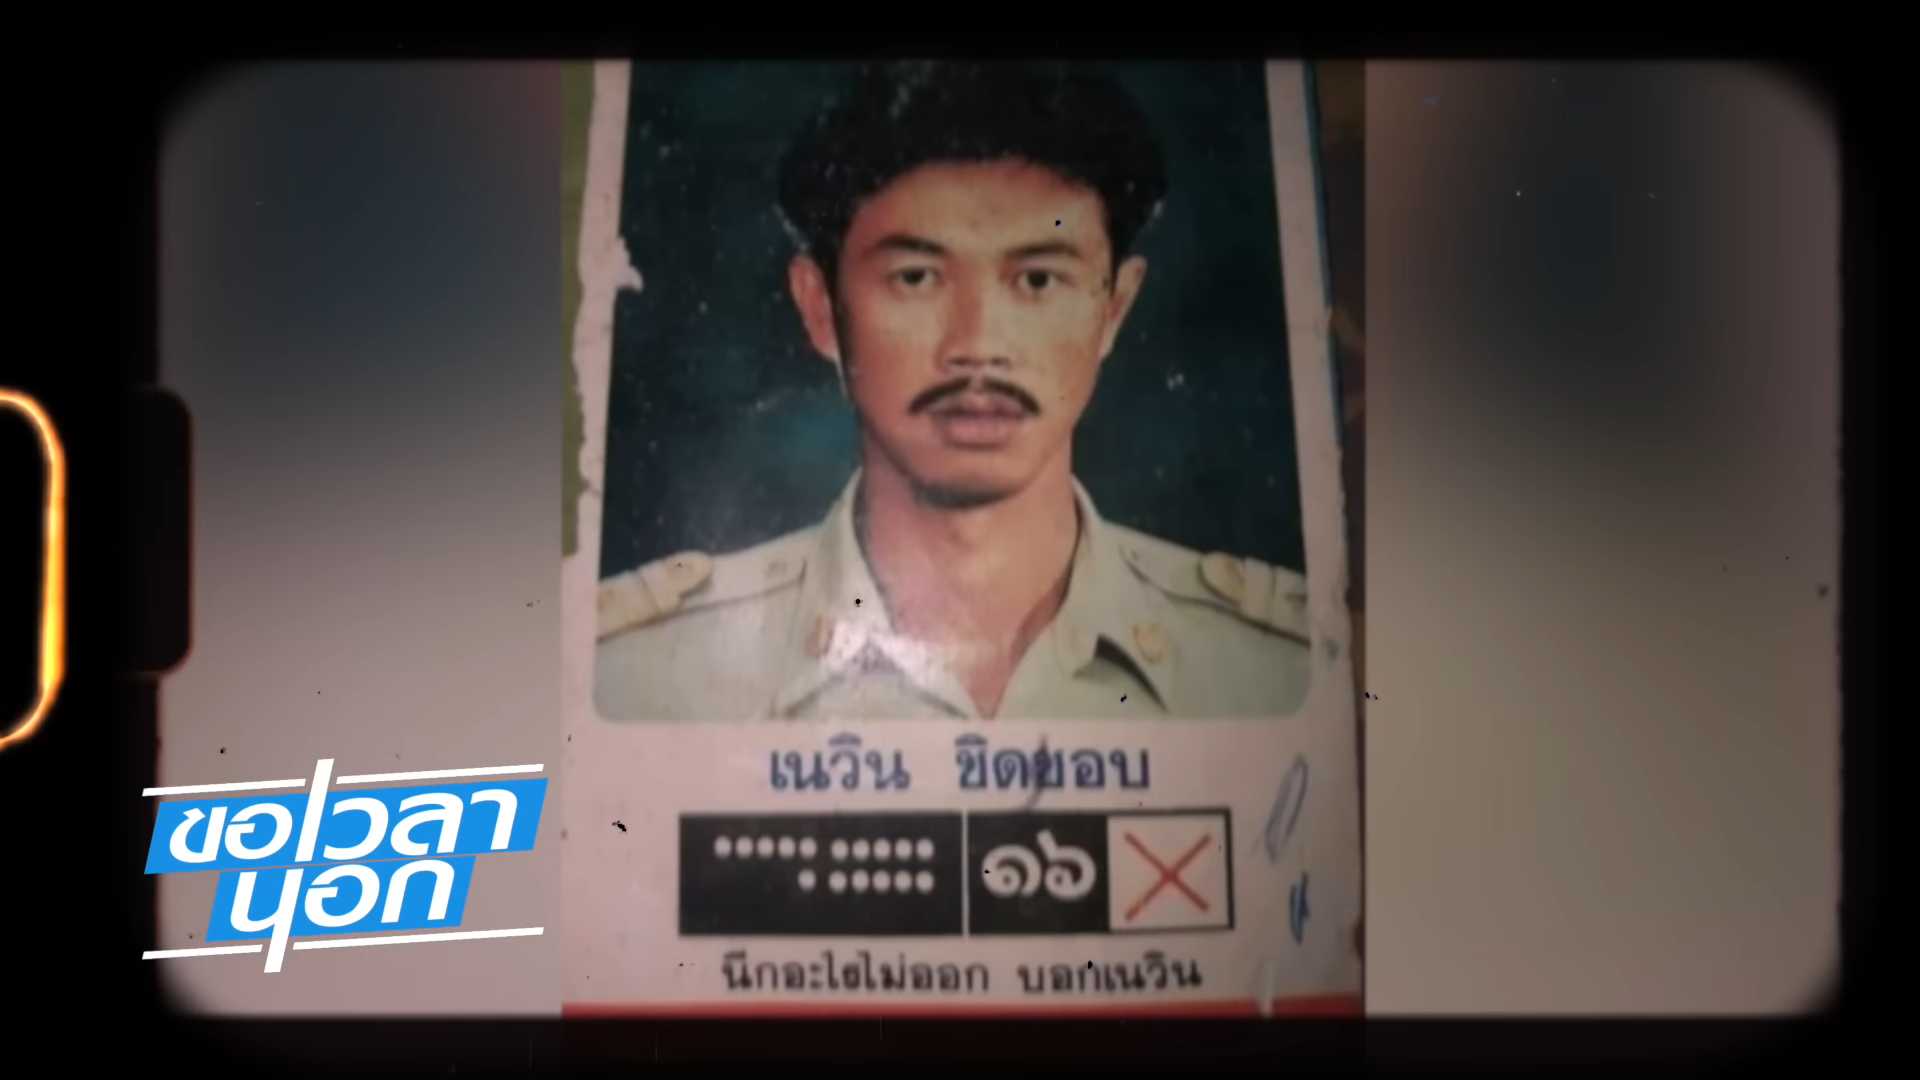 เนวิน ชิดชอบ
๑๖
นึกอะไรไม่ออก บอกเนวิน
ขอเวลา
นอก